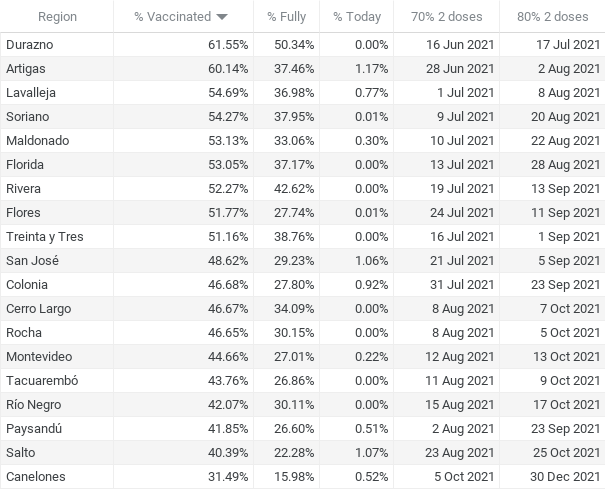 Region % Vaccinated % Fully % Today 70% 2 doses 80% 2 doses
Durazno 61.55% 50.34% 0.00% 16 Jun 2021 17 Jul 2021
Artigas 60.14% 37.46% 1.17% 28 Jun 2021 2 Aug 2021
Lavalleja 54.69% 36.98% 0.77% 1 Jul 2021 8 Aug 2021
Soriano 54.27% 37.95% 0.01% 9 Jul 2021 20 Aug 2021
Maldonado 53.13% 33.06% 0.30% 10 Jul 2021 22 Aug 2021
Florida 53.05% 37.17% 0.00% 13 Jul 2021 28 Aug 2021
Rivera 52.27% 42.62% 0.00% 19 Jul 2021 13 Sep 2021
Flores 51.77% 27.74% 0.01% 24 Jul 2021 11 Sep 2021
Treinta y Tres 51.16% 38.76% 0.00% 16 Jul 2021 1 Sep 2021
San José 48.62% 29.23% 1.06% 21 Jul 2021 5 Sep 2021
Colonia 46.68% 27.80% 0.92% 31 Jul 2021 23 Sep 2021
Cerro Largo 46.67% 34.09% 0.00% 8 Aug 2021 7 Oct 2021
Rocha 46.65% 30.15% 0.00% 8 Aug 2021 5 Oct 2021
Montevideo 44.66% 27.01% 0.22% 12 Aug 2021 13 Oct 2021
Tacuarembó 43.76% 26.86% 0.00% 11 Aug 2021 9 Oct 2021
Río Negro 42.07% 30.11% 0.00% 15 Aug 2021 17 Oct 2021
Paysandú 41.85% 26.60% 0.51% 2 Aug 2021 23 Sep 2021
Salto 40.39% 22.28% 1.07% 23 Aug 2021 25 Oct 2021
Canelones 31.49% 15.98% 0.52% 5 Oct 2021 30 Dec 2021